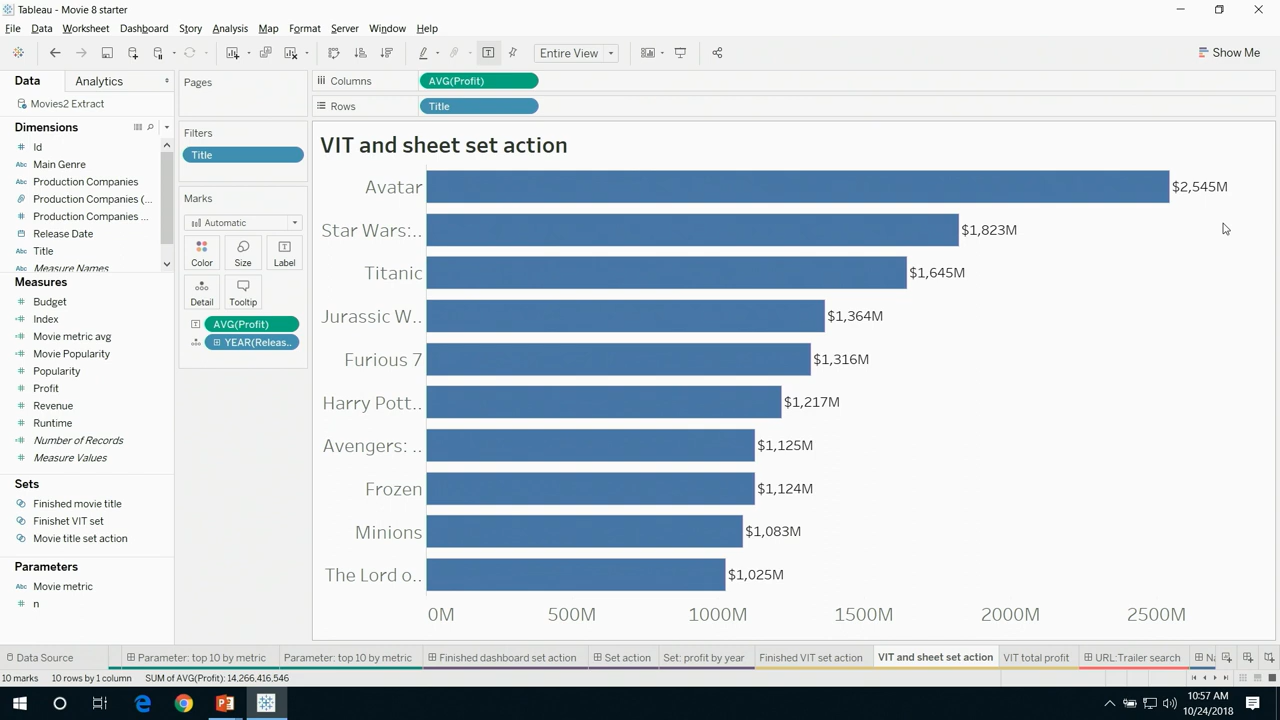 Tableau - Movie 8 starter
File Data Worksheet Dashboard Story Analysis Map Format Server Window Help
Entire View
Show Me
Data Analytics
Movies2 Extract
Dimensions
Id
Abc Main Genre
Abc Production Companies
Production Companies (...
Production Companies ...
Release Date
Abc Title
Abc Measure Names
Measures
Budget
Index
Movie metric avg
Movie Popularity
Popularity
Profit
Revenue
Runtime
Number of Records
Measure Values
Sets
Finished movie title
Finishet VIT set
Movie title set action
Parameters
Abc Movie metric
# n
Pages
Filters
Title
Marks
Automatic
Color Size Label
Detail Tooltip
AVG(Profit)
YEAR(Releas..
Columns AVG(Profit)
Rows Title
VIT and sheet set action
Avatar $2,545M
Star Wars:.. $1,823M
Titanic $1,645M
Jurassic W.. $1,364M
Furious 7 $1,316M
Harry Pott.. $1,217M
Avengers: .. $1,125M
Frozen $1,124M
Minions $1,083M
The Lord o.. $1,025M
0M 500M 1000M 1500M 2000M 2500M
Data Source Parameter: top 10 by metric Parameter: top 10 by metric Finished dashboard set action Set action Set: profit by year Finished VIT set action VIT and sheet set action VIT total profit URL:Trailer search
10 marks 10 rows by 1 column SUM of AVG(Profit): 14.266.416.546
10:57 AM
10/24/2018